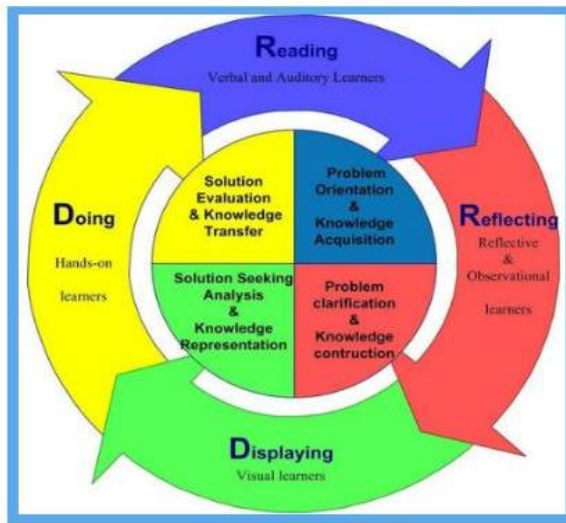 Reading
Verbal and Auditory Learners
Reflecting
Reflective
&
Observational
learners
Displaying
Visual learners
Doing
Hands-on
learners
Solution
Evaluation
& Knowledge
Transfer
Problem
Orientation
&
Knowledge
Acquisition
Solution Seeking
Analysis
&
Knowledge
Representation
Problem
clarification
&
Knowledge
contruction